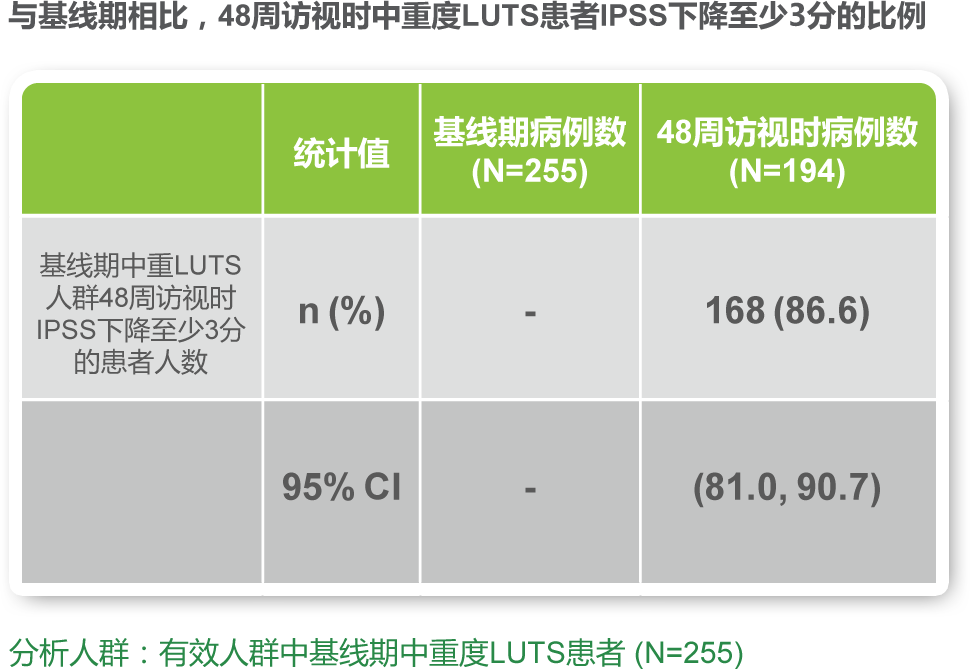 与基线期相比，48周访视时中重度LUTS患者IPSS下降至少3分的比例
统计值
基线期病例数
(N=255)
48周访视时病例数
(N=194)
基线期中重LUTS
人群48周访视时
IPSS下降至少3分
的患者人数
n (%)
-
168 (86.6)
95% CI
-
(81.0, 90.7)
分析人群：有效人群中基线期中重度LUTS患者 (N=255)